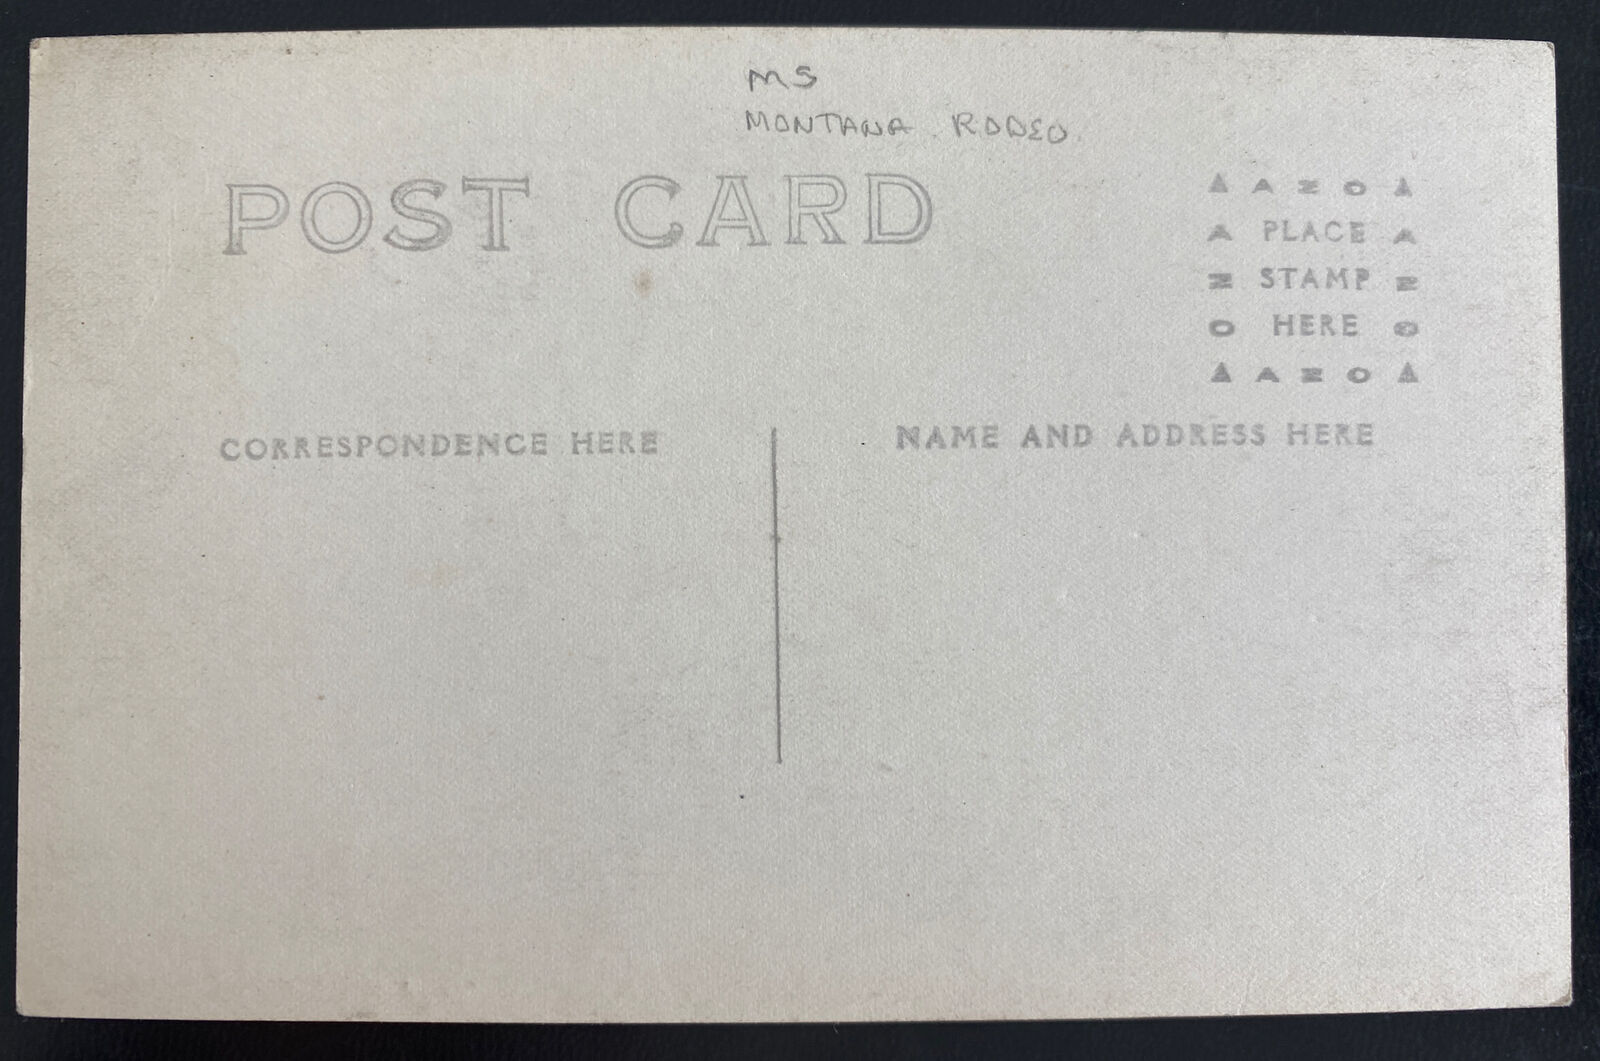 MS
MONTANA RODEO
POST CARD
▲ AZO ▲
A PLACE A
Z STAMP Z
O HERE O
▲ AZO ▲
CORRESPONDENCE HERE
NAME AND ADDRESS HERE